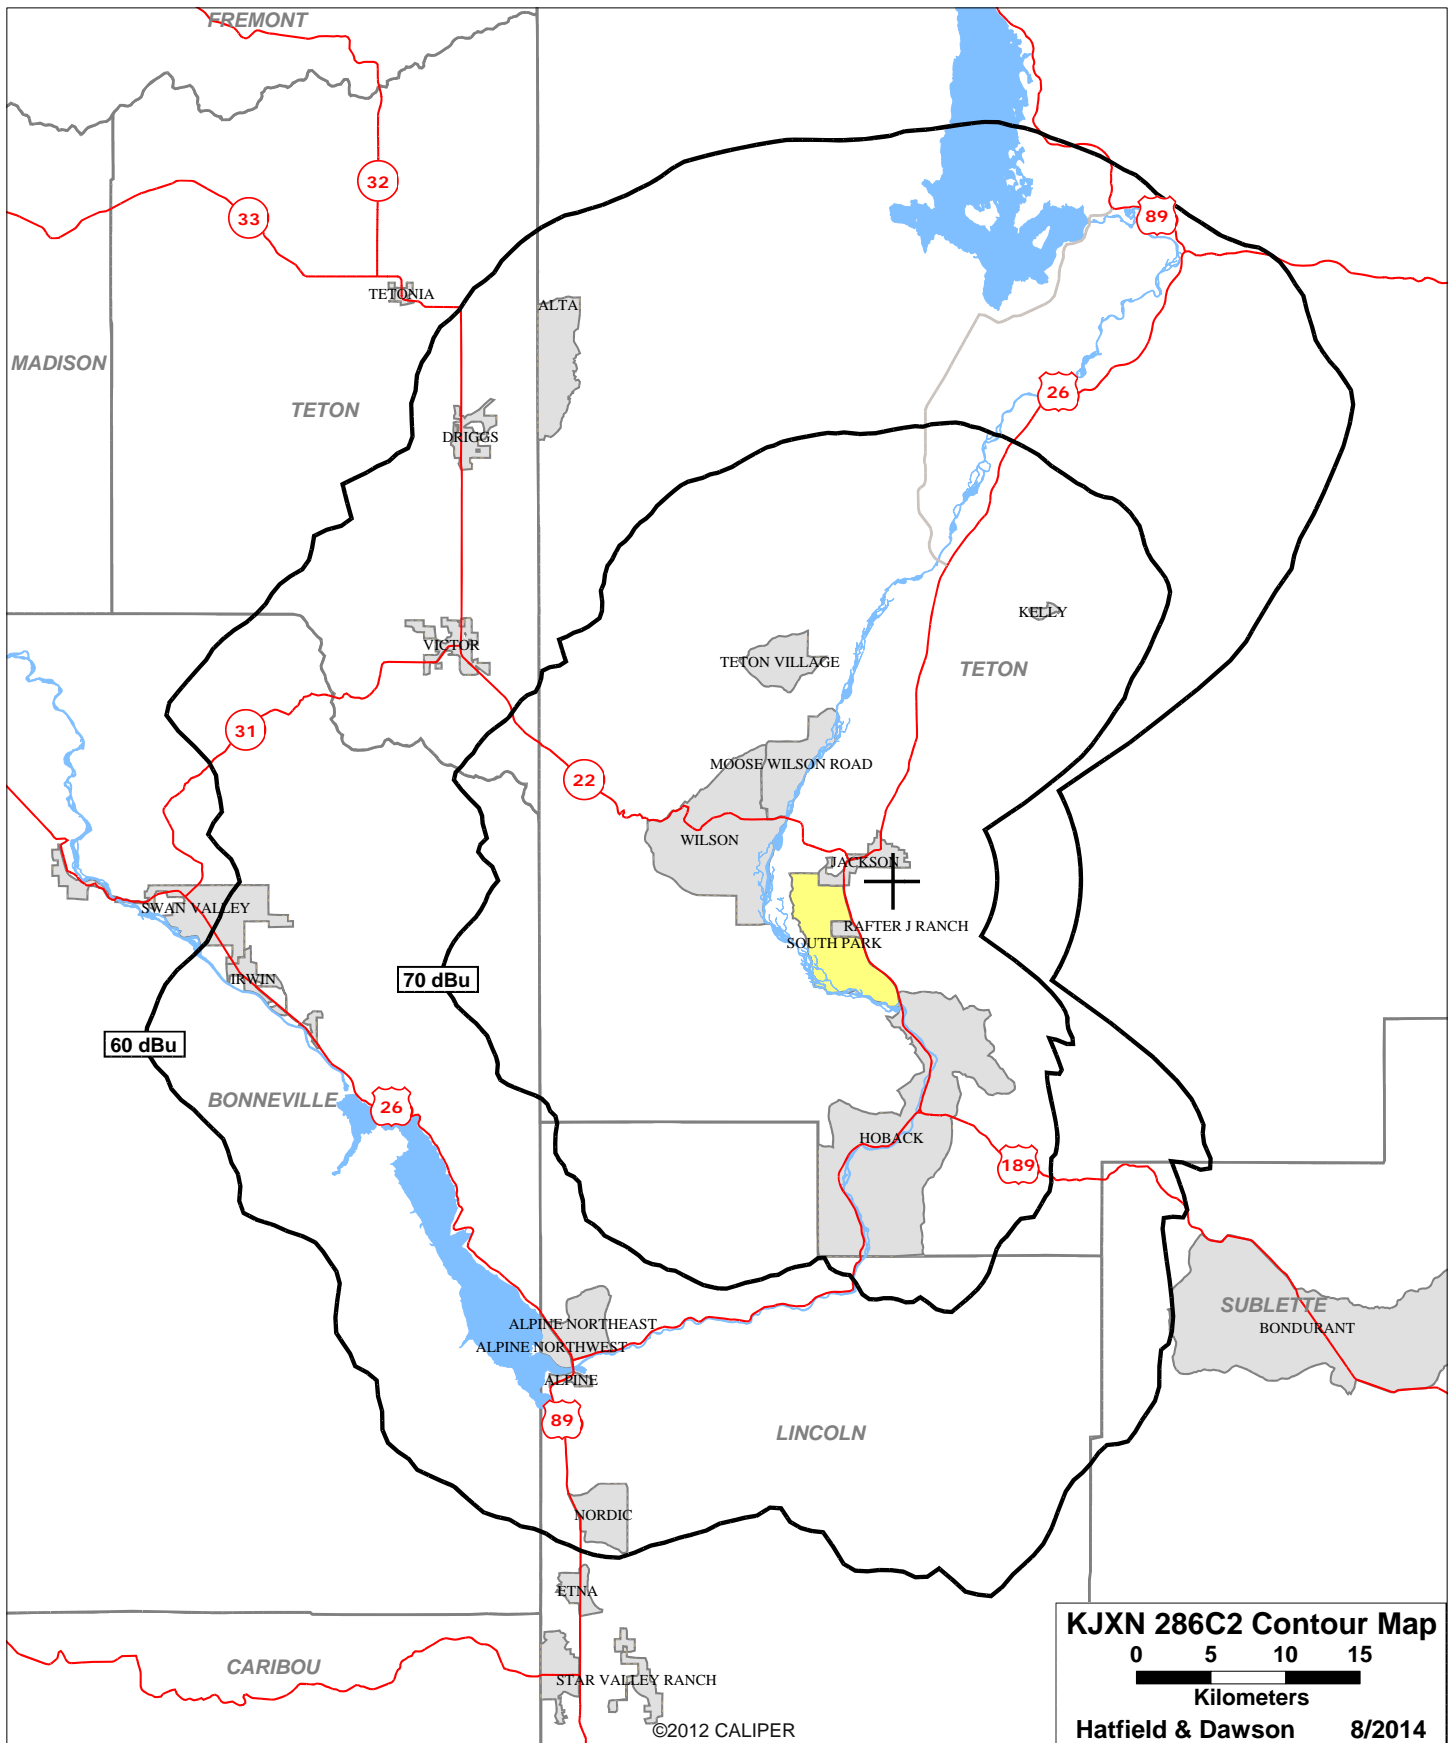 FREMONT
32
33
89
TETONIA
ALTA
MADISON
26
TETON
DRIGGS
KELLY
VICTOR
TETON VILLAGE
TETON
31
MOOSE WILSON ROAD
22
WILSON
JACKSON
SWAN VALLEY
RAFTER J RANCH
SOUTH PARK
IRWIN
70 dBu
60 dBu
BONNEVILLE
26
HOBACK
189
SUBLETTE
ALPINE NORTHEAST
BONDURANT
ALPINE NORTHWEST
ALPINE
89
LINCOLN
NORDIC
ETNA
CARIBOU
STAR VALLEY RANCH
©2012 CALIPER
KJXN 286C2 Contour Map
0 5 10 15
Kilometers
Hatfield & Dawson 8/2014